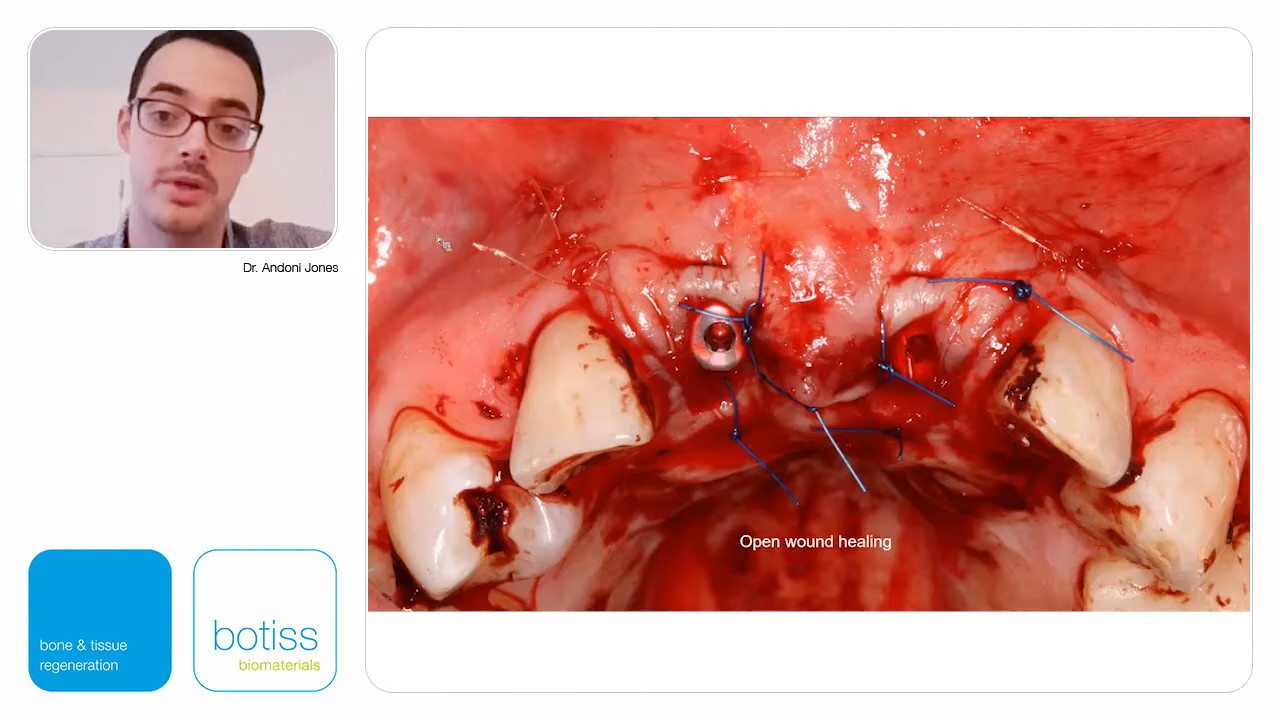 Dr. Andoni Jones
Open wound healing
bone & tissue
regeneration
botiss
biomaterials